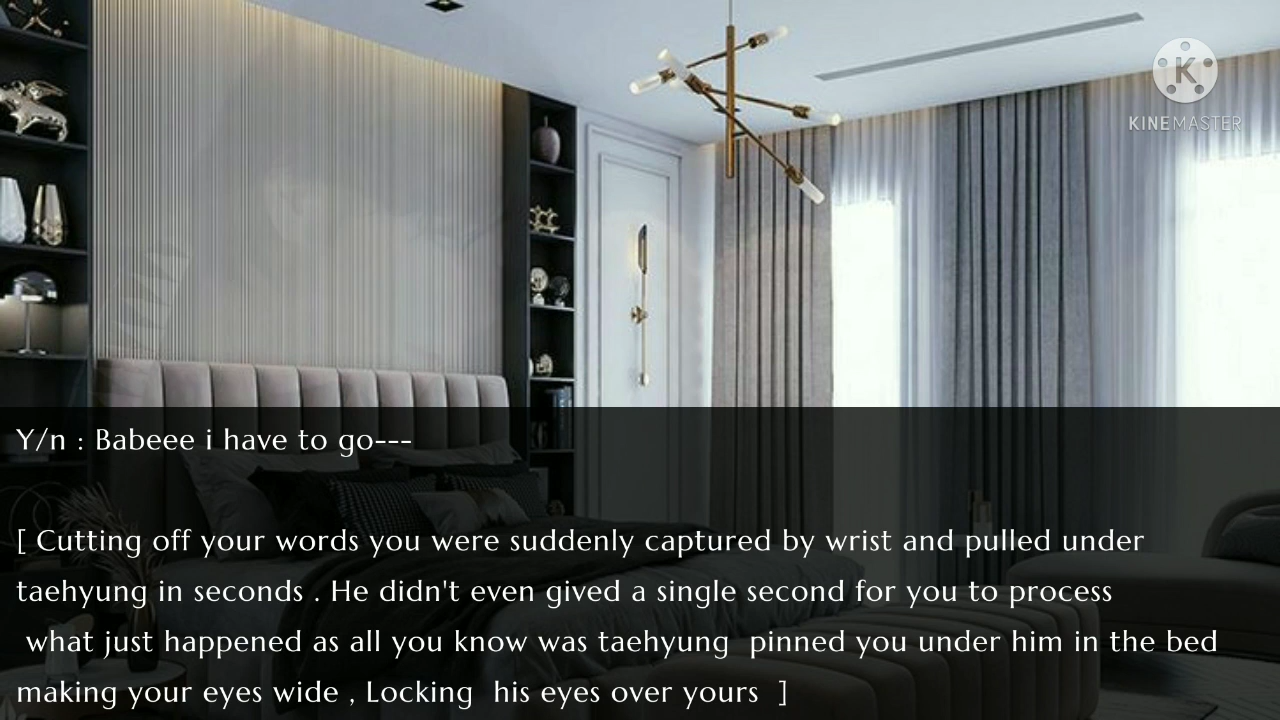 KINEMASTER
Y/n : Babeee i have to go---
[ Cutting off your words you were suddenly captured by wrist and pulled under
taehyung in seconds . He didn't even gived a single second for you to process
what just happened as all you know was taehyung  pinned you under him in the bed
making your eyes wide , Locking  his eyes over yours  ]